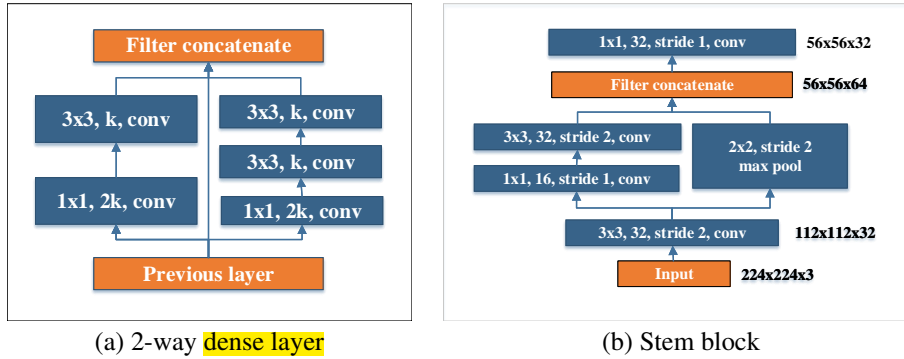 Filter concatenate
3x3, k, conv
1x1, 2k, conv
3x3, k, conv
3x3, k, conv
1x1, 2k, conv
Previous layer
(a) 2-way dense layer
1x1, 32, stride 1, conv
56x56x32
Filter concatenate
56x56x64
3x3, 32, stride 2, conv
1x1, 16, stride 1, conv
2x2, stride 2
max pool
3x3, 32, stride 2, conv
112x112x32
Input
224x224x3
(b) Stem block